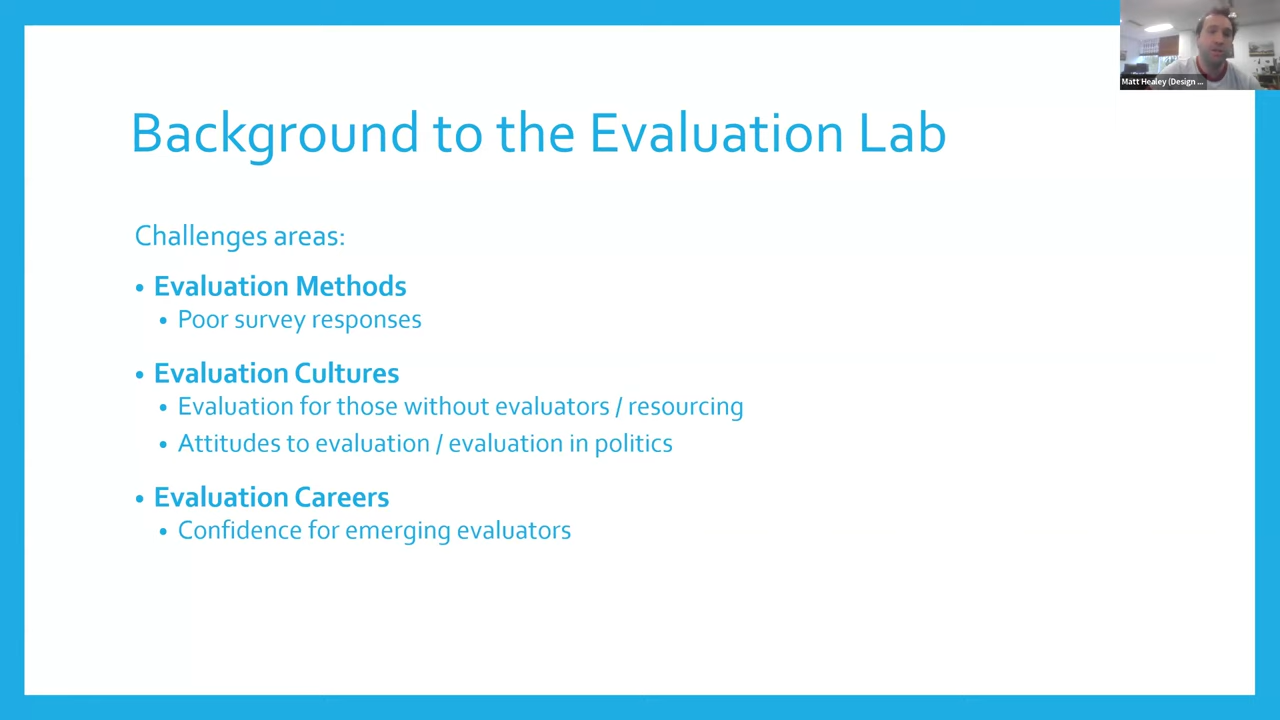 Matt Healey (Design ...
Background to the Evaluation Lab
Challenges areas:
• Evaluation Methods
• Poor survey responses
• Evaluation Cultures
• Evaluation for those without evaluators / resourcing
• Attitudes to evaluation / evaluation in politics
• Evaluation Careers
• Confidence for emerging evaluators